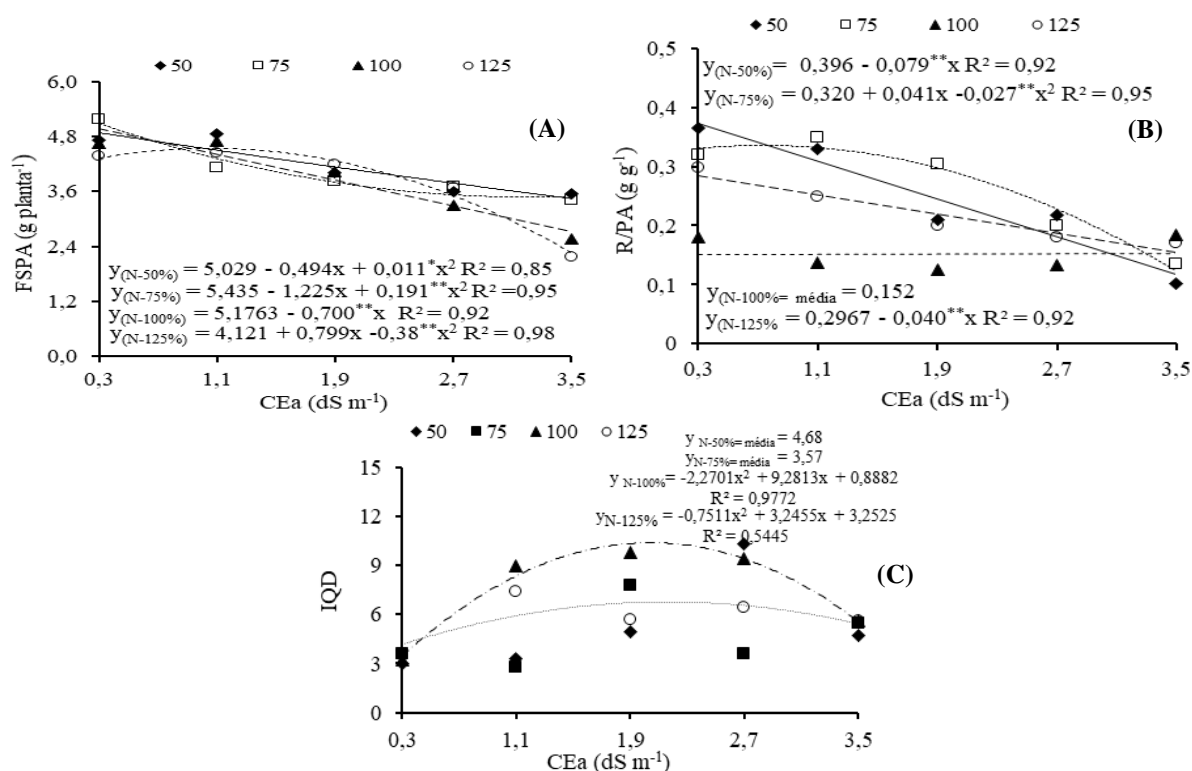 ◆ 50 □ 75 ▲ 100 ○ 125
6,0
4,8
3,6
2,4
1,2
0,0
FSPA (g planta⁻¹)
(A)
y(N-50%) = 5,029 - 0,494x + 0,011*x² R² = 0,85
y(N-75%) = 5,435 - 1,225x + 0,191**x² R² =0,95
y(N-100%) = 5,1763 - 0,700**x R² = 0,92
y(N-125%) = 4,121 + 0,799x -0,38**x² R² = 0,98
0,3 1,1 1,9 2,7 3,5
CEa (dS m⁻¹)
◆ 50 □ 75 ▲ 100 ○ 125
0,5
0,4
0,3
0,2
0,1
0
R/PA (g g⁻¹)
y(N-50%)= 0,396 - 0,079**x R² = 0,92
y(N-75%) = 0,320 + 0,041x -0,027**x² R² = 0,95
(B)
y(N-100%= média) = 0,152
y(N-125% = 0,2967 - 0,040**x R² = 0,92
0,3 1,1 1,9 2,7 3,5
CEa (dS m⁻¹)
◆ 50 ■ 75 ▲ 100 ○ 125
y N-50%= média = 4,68
yN-75%= média = 3,57
y N-100% = -2,2701x² + 9,2813x + 0,8882
R² = 0,9772
yN-125% = -0,7511x² + 3,2455x + 3,2525
R² = 0,5445
15
12
9
6
3
0
IQD
(C)
0,3 1,1 1,9 2,7 3,5
CEa (dS m⁻¹)